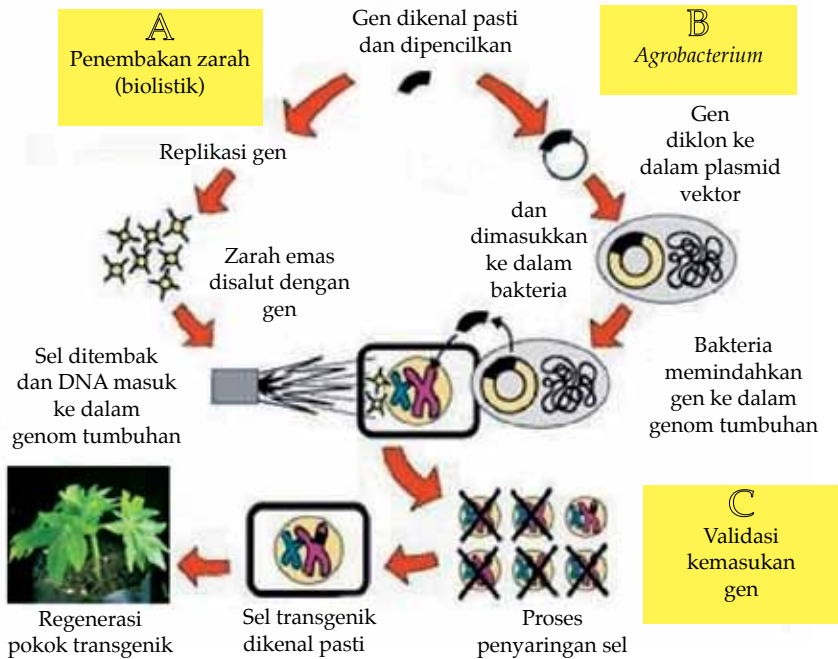 A
Penembakan zarah
(biolistik)
Gen dikenal pasti
dan dipencilkan
B
Agrobacterium
Replikasi gen
Gen
diklon ke
dalam plasmid
vektor
Zarah emas
disalut dengan
gen
dan
dimasukkan
ke dalam
bakteria
Sel ditembak
dan DNA masuk
ke dalam
genom tumbuhan
Bakteria
memindahkan
gen ke dalam
genom tumbuhan
C
Validasi
kemasukan
gen
Regenerasi
pokok transgenik
Sel transgenik
dikenal pasti
Proses
penyaringan sel